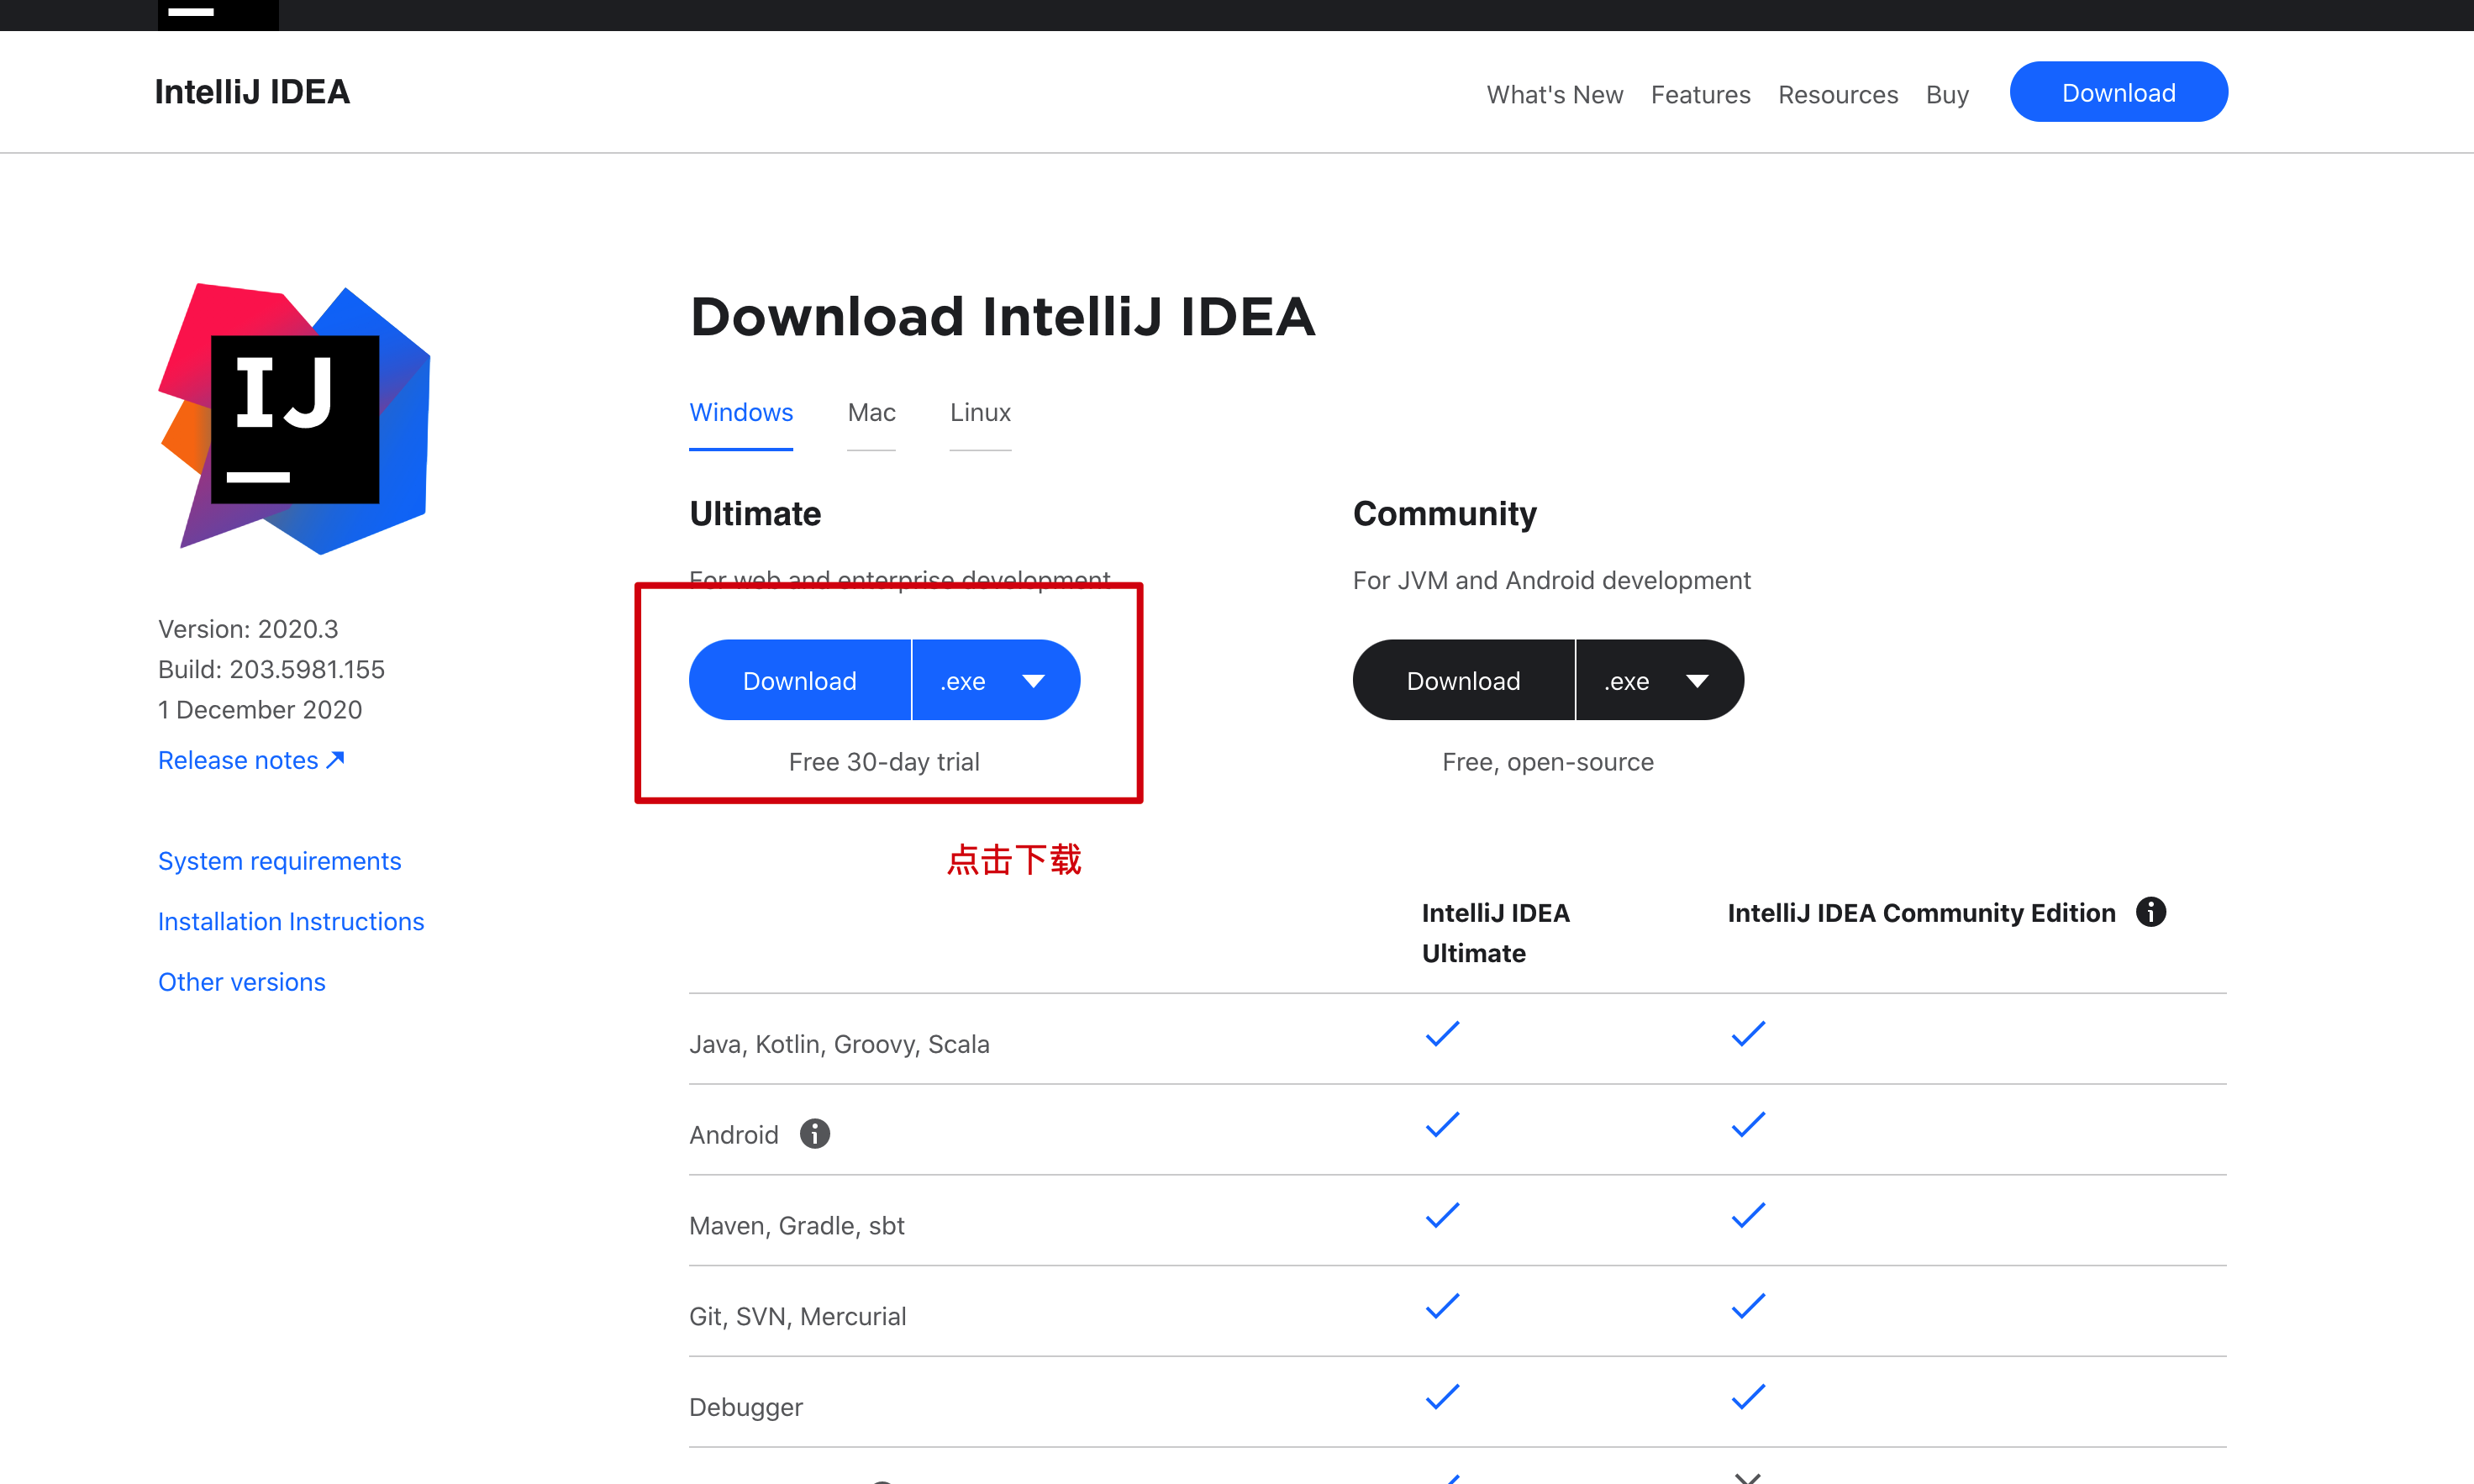 IntelliJ IDEA
What's New
Features
Resources
Buy
Download
IJ
Download IntelliJ IDEA
Windows
Mac
Linux
Ultimate
Community
For web and enterprise development
For JVM and Android development
Download
.exe
Download
.exe
Free 30-day trial
Free, open-source
点击下载
Version: 2020.3
Build: 203.5981.155
1 December 2020
Release notes
System requirements
Installation Instructions
Other versions
IntelliJ IDEA
Ultimate
IntelliJ IDEA Community Edition
Java, Kotlin, Groovy, Scala
Android
Maven, Gradle, sbt
Git, SVN, Mercurial
Debugger